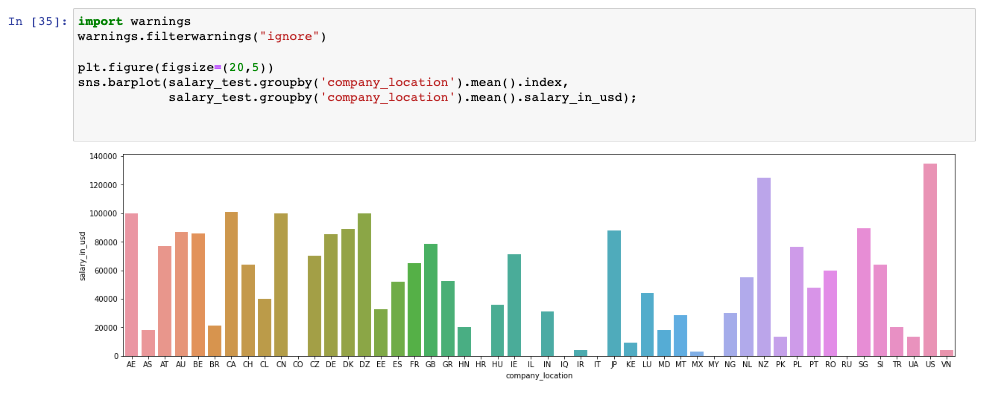 In [35]: import warnings
warnings.filterwarnings("ignore")
plt.figure(figsize=(20,5))
sns.barplot(salary_test.groupby('company_location').mean().index,
salary_test.groupby('company_location').mean().salary_in_usd);
140000
120000
100000
80000
60000
40000
20000
0
salary_in_usd
AE AS AT AU BE BR CA CH CL CN CO CZ DE DK DZ EE ES FR GB GR HN HR HU IE IL IN IQ IR IT JP KE LU MD MT MX MY NG NL NZ PK PL PT RO RU SG SI TR UA US VN
company_location